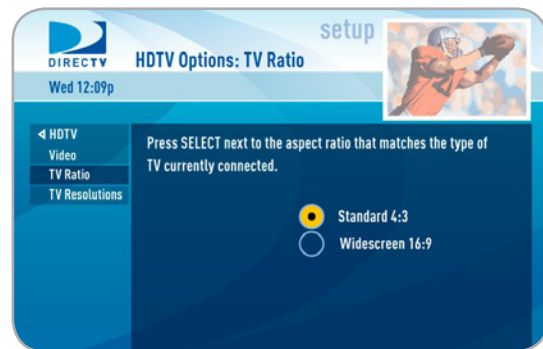 setup
DIRECTV
HDTV Options: TV Ratio
Wed 12:09p
HDTV
Video
TV Ratio
TV Resolutions
Press SELECT next to the aspect ratio that matches the type of
TV currently connected.
Standard 4:3
Widescreen 16:9